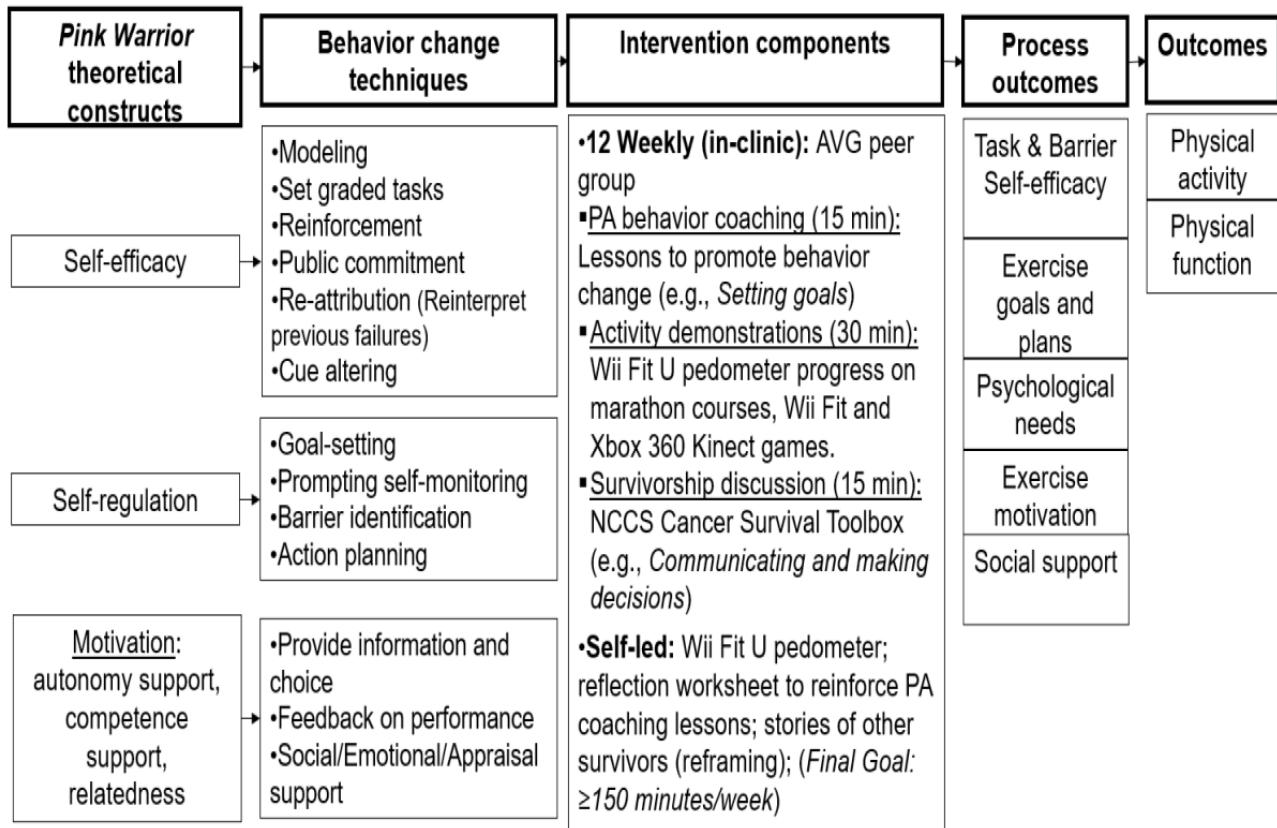 Pink Warrior
theoretical
constructs
Behavior change
techniques
Intervention components
Process
outcomes
Outcomes
Self-efficacy
•Modeling
•Set graded tasks
•Reinforcement
•Public commitment
•Re-attribution (Reinterpret
previous failures)
•Cue altering
Self-regulation
•Goal-setting
•Prompting self-monitoring
•Barrier identification
•Action planning
Motivation:
autonomy support,
competence
support,
relatedness
•Provide information and
choice
•Feedback on performance
•Social/Emotional/Appraisal
support
•12 Weekly (in-clinic): AVG peer
group
▪PA behavior coaching (15 min):
Lessons to promote behavior
change (e.g., Setting goals)
▪Activity demonstrations (30 min):
Wii Fit U pedometer progress on
marathon courses, Wii Fit and
Xbox 360 Kinect games.
▪Survivorship discussion (15 min):
NCCS Cancer Survival Toolbox
(e.g., Communicating and making
decisions)
•Self-led: Wii Fit U pedometer;
reflection worksheet to reinforce PA
coaching lessons; stories of other
survivors (reframing); (Final Goal:
≥150 minutes/week)
Task & Barrier
Self-efficacy
Exercise
goals and
plans
Psychological
needs
Exercise
motivation
Social support
Physical
activity
Physical
function